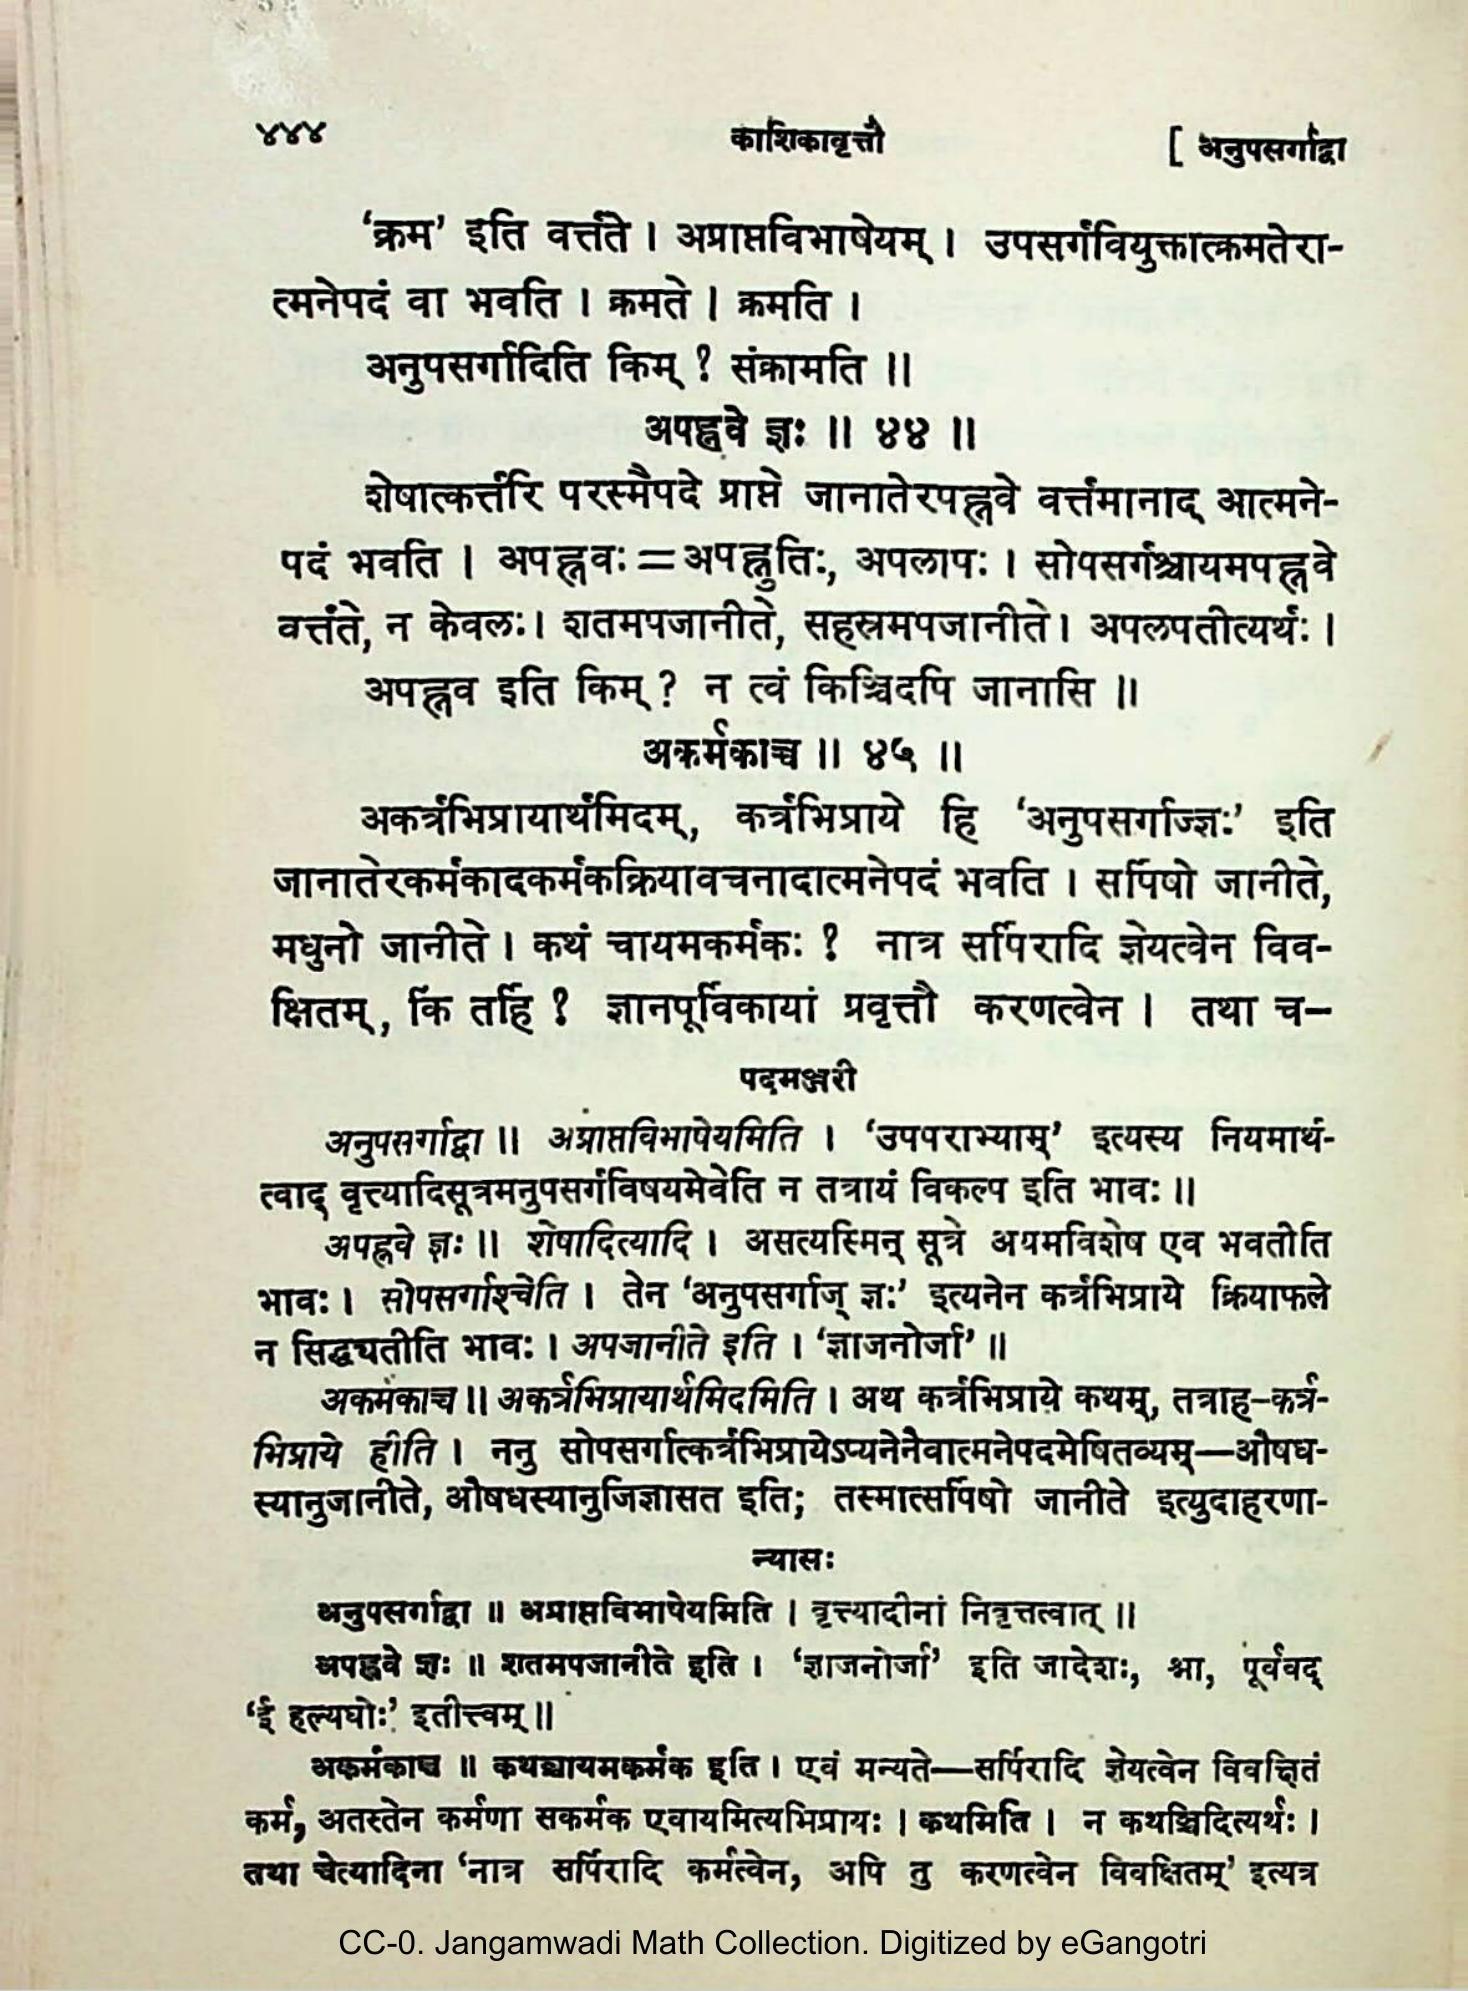 ४४४ काशिकावृत्तौ [ अनुपसर्गाद्वा
‘क्रम’ इति वर्त्तते । अप्राप्तविभाषेयम् । उपसर्गवियुक्तात्क्रमतेरा-
त्मनेपदं वा भवति । क्रमते । क्रमति ।
अनुपसर्गादिति किम् ? संक्रामति ॥
अपह्नवे ज्ञः ॥ ४४ ॥
शेषात्कर्त्तरि परस्मैपदे प्राप्ते जानातेरपह्नवे वर्त्तमानाद् आत्मने-
पदं भवति । अपह्नवः = अपह्नुतिः, अपलापः । सोपसर्गश्चायमपह्नवे
वर्त्तते, न केवलः। शतमपजानीते, सहस्रमपजानीते। अपलपतीत्यर्थः ।
अपह्नव इति किम् ? न त्वं किञ्चिदपि जानासि ॥
अकर्मकाच्च ॥ ४५ ॥
अकर्त्रभिप्रायार्थमिदम्, कर्त्रभिप्राये हि ‘अनुपसर्गाज्ज्ञः’ इति
जानातेरकर्मकादकर्मकक्रियावचनादात्मनेपदं भवति । सर्पिषो जानीते,
मधुनो जानीते । कथं चायमकर्मकः ? नात्र सर्पिरादि ज्ञेयत्वेन विव-
क्षितम्, किं तर्हि ? ज्ञानपूर्विकायां प्रवृत्तौ करणत्वेन । तथा च–
पदमञ्जरी
अनुपसर्गाद्वा ॥ अप्राप्तविभाषेयमिति । ‘उपपराभ्याम्’ इत्यस्य नियमार्थ-
त्वाद् वृत्त्यादिसूत्रमनुपसर्गविषयमेवेति न तत्रायं विकल्प इति भावः ॥
अपह्नवे ज्ञः ॥ शेषादित्यादि । असत्यस्मिन् सूत्रे अयमविशेष एव भवतीति
भावः । सोपसर्गाश्चेति । तेन ‘अनुपसर्गाज् ज्ञः’ इत्यनेन कर्त्रभिप्राये क्रियाफले
न सिद्ध्यतीति भावः । अपजानीते इति । ‘ज्ञाजनोर्जा’ ॥
अकर्मकाच्च ॥ अकर्त्रभिप्रायार्थमिदमिति । अथ कर्त्रभिप्राये कथम्, तत्राह–कर्त्र-
भिप्राये हीति । ननु सोपसर्गात्कर्त्रभिप्रायेऽप्यनेनैवात्मनेपदमेषितव्यम्—औषध-
स्यानुजानीते, औषधस्यानुजिज्ञासत इति; तस्मात्सर्पिषो जानीते इत्युदाहरणा-
न्यासः
अनुपसर्गाद्वा ॥ अप्राप्तविभाषेयमिति । वृत्त्यादीनां निवृत्तत्वात् ॥
अपह्नवे ज्ञः ॥ शतमपजानीते इति । ‘ज्ञाजनोर्जा’ इति जादेशः, श्ना, पूर्ववद्
‘ई हल्यघोः’ इतीत्त्वम् ॥
अकर्मकाच्च ॥ कथञ्चायमकर्मक इति । एवं मन्यते—सर्पिरादि ज्ञेयत्वेन विवक्षितं
कर्म, अतस्तेन कर्मणा सकर्मक एवायमित्यभिप्रायः । कथमिति । न कथञ्चिदित्यर्थः ।
तथा चेत्यादिना ‘नात्र सर्पिरादि कर्मत्वेन, अपि तु करणत्वेन विवक्षितम्’ इत्यत्र
CC-0. Jangamwadi Math Collection. Digitized by eGangotri